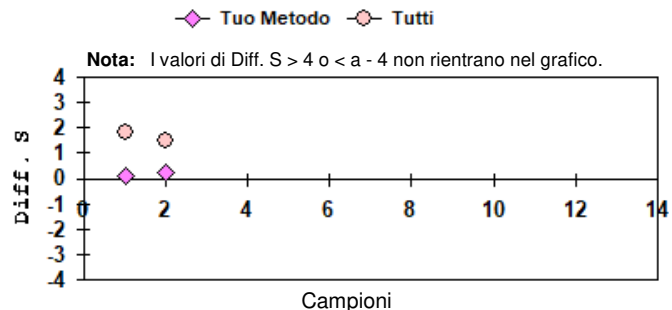 Tuo Metodo Tutti
Nota: I valori di Diff. S > 4 o < a - 4 non rientrano nel grafico.
4
3
2
1
0
-1
-2
-3
-4
Diff. S
0 2 4 6 8 10 12 14
Campioni